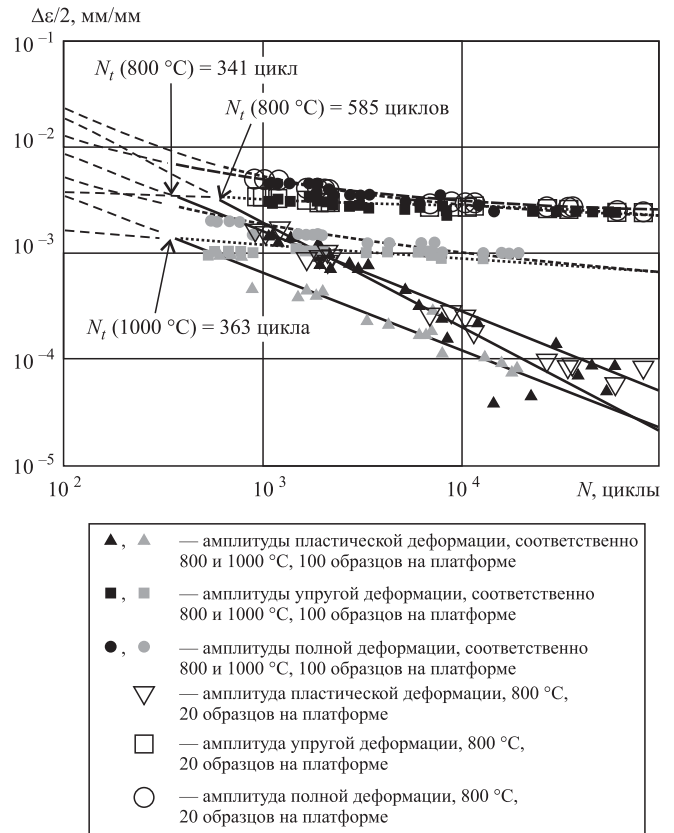 Δε/2, мм/мм
10⁻¹
N_t (800 °C) = 341 цикл
N_t (800 °C) = 585 циклов
10⁻²
10⁻³
N_t (1000 °C) = 363 цикла
10⁻⁴
10⁻⁵
10² 10³ 10⁴ N, циклы
▲, ▲ — амплитуды пластической деформации, соответственно
800 и 1000 °C, 100 образцов на платформе
■, ■ — амплитуды упругой деформации, соответственно
800 и 1000 °C, 100 образцов на платформе
●, ● — амплитуды полной деформации, соответственно
800 и 1000 °C, 100 образцов на платформе
▽ — амплитуда пластической деформации, 800 °C,
20 образцов на платформе
□ — амплитуда упругой деформации, 800 °C,
20 образцов на платформе
○ — амплитуда полной деформации, 800 °C,
20 образцов на платформе